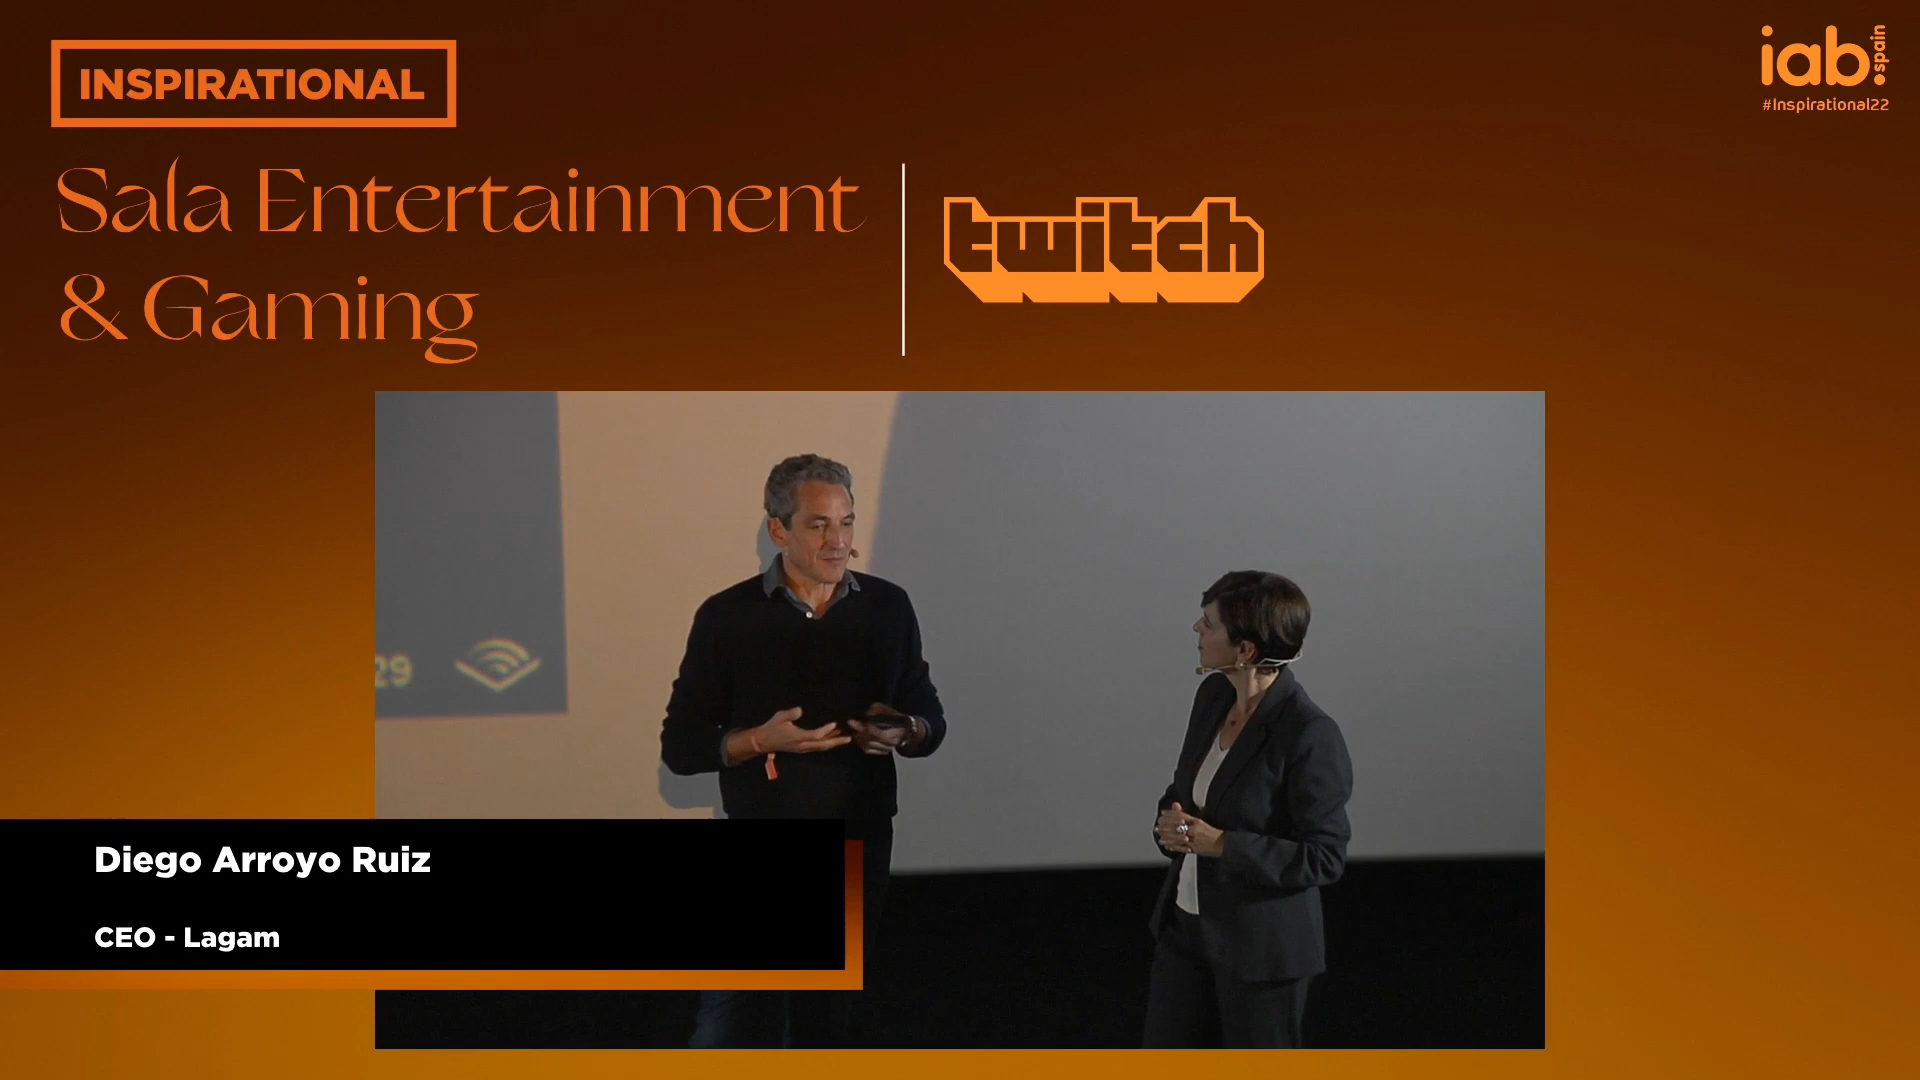 INSPIRATIONAL
iab.spain
#Inspirational22
Sala Entertainment
& Gaming
twitch
29
Diego Arroyo Ruiz
CEO - Lagam